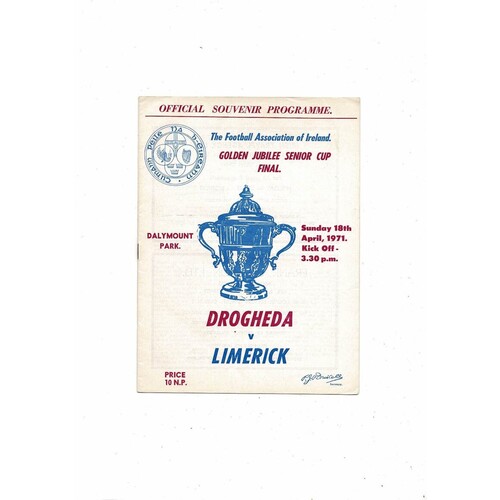 OFFICIAL SOUVENIR PROGRAMME.
The Football Association of Ireland.
GOLDEN JUBILEE SENIOR CUP
FINAL.
DALYMOUNT
PARK.
Sunday 18th
April, 1971.
Kick Off -
3.30 p.m.
DROGHEDA
v
LIMERICK
PRICE
10 N.P.